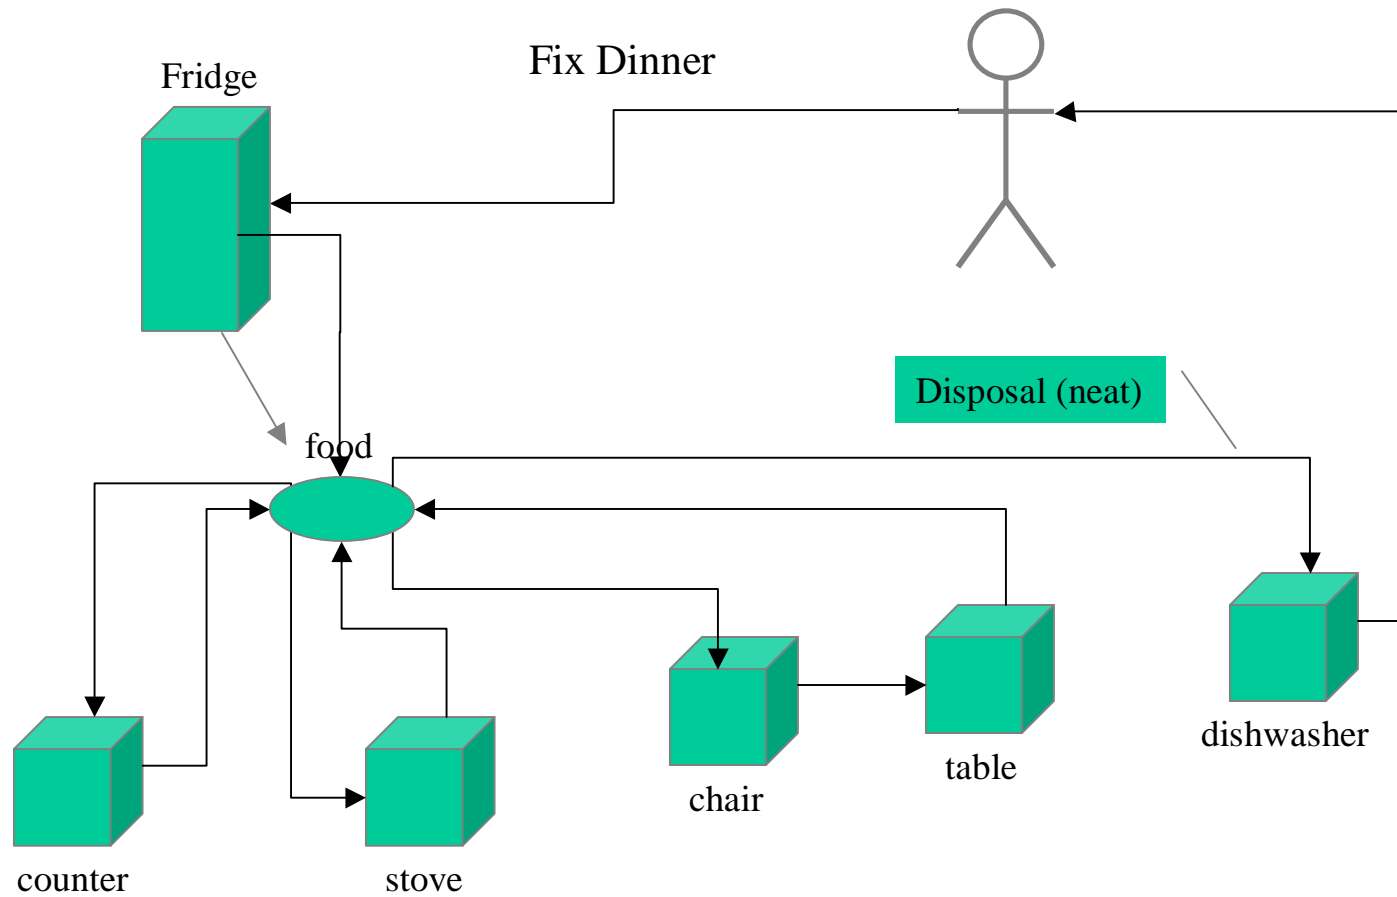 Fix Dinner
Fridge
Disposal (neat)
food
dishwasher
table
chair
counter
stove